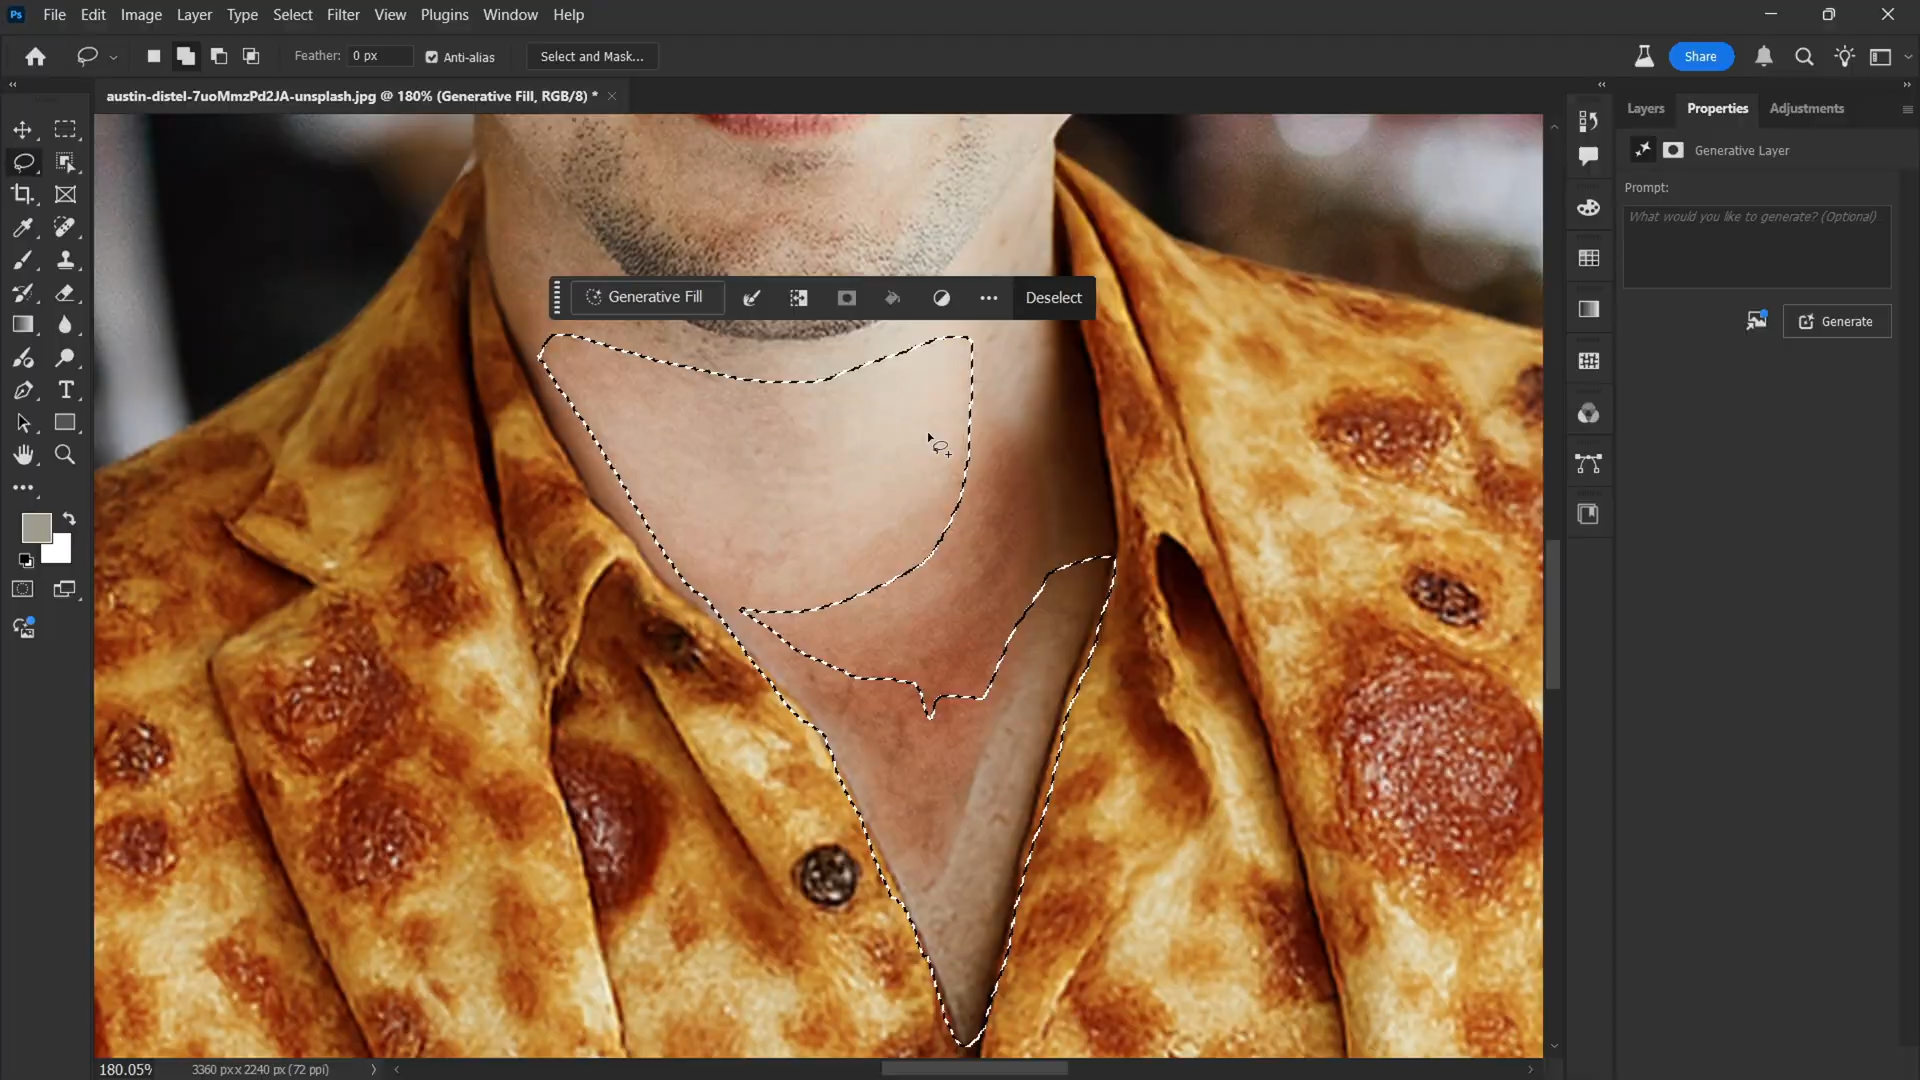 Ps File Edit Image Layer Type Select Filter View Plugins Window Help
Feather: 0 px Anti-alias Select and Mask... Share
austin-distel-7uoMmzPd2JA-unsplash.jpg @ 180% (Generative Fill, RGB/8) *
Layers Properties Adjustments
Generative Layer
Prompt:
What would you like to generate? (Optional)
Generate
Generative Fill Deselect
180.05% 3360 px x 2240 px (72 ppi)